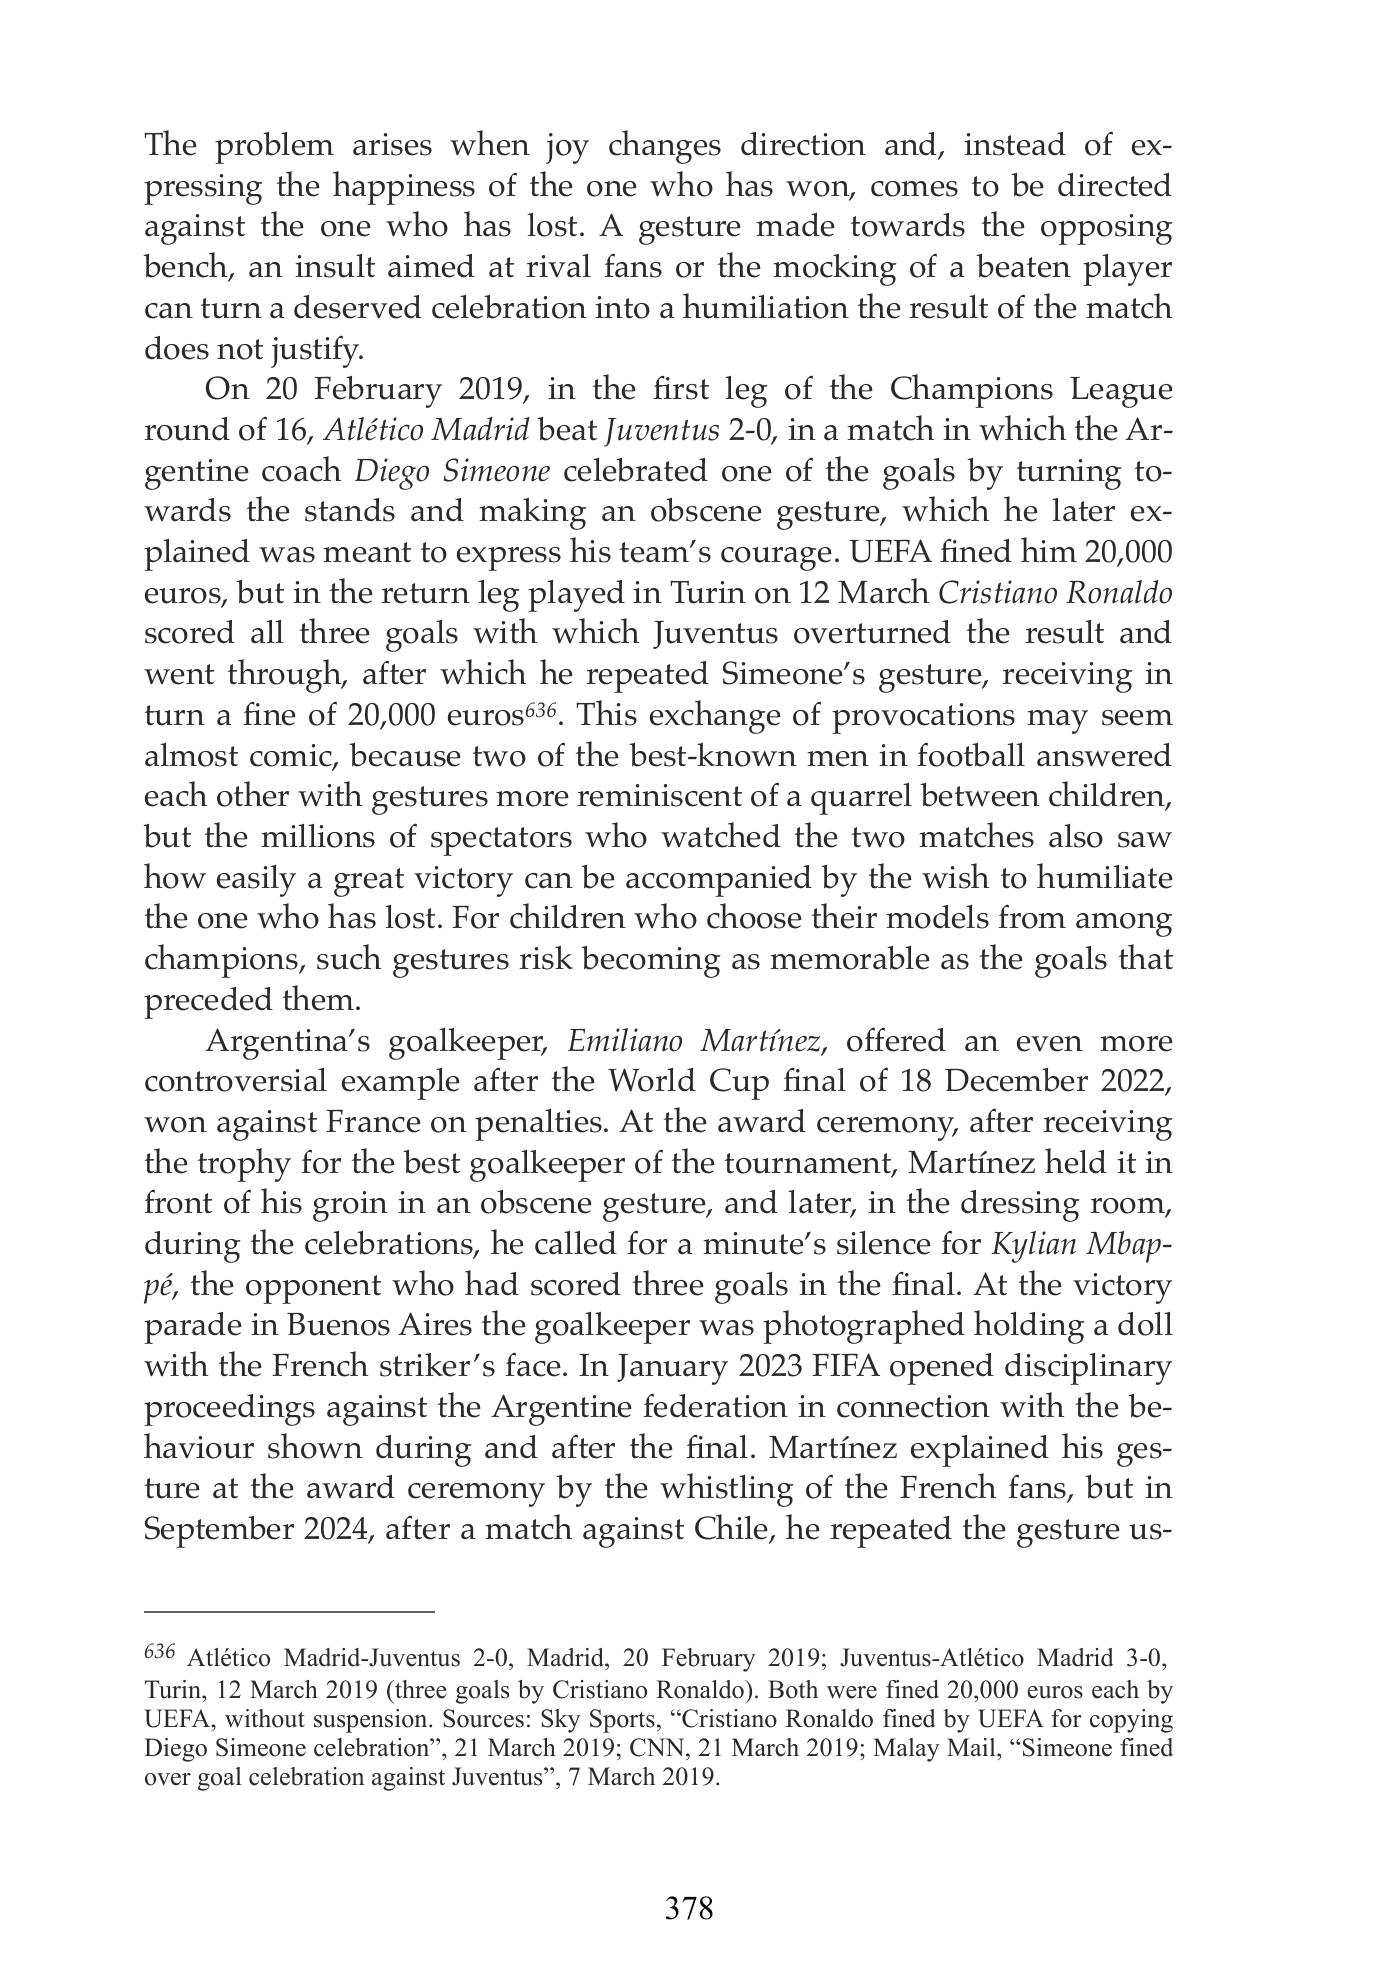 The problem arises when joy changes direction and, instead of ex-
pressing the happiness of the one who has won, comes to be directed
against the one who has lost. A gesture made towards the opposing
bench, an insult aimed at rival fans or the mocking of a beaten player
can turn a deserved celebration into a humiliation the result of the match
does not justify.
On 20 February 2019, in the first leg of the Champions League
round of 16, Atlético Madrid beat Juventus 2-0, in a match in which the Ar-
gentine coach Diego Simeone celebrated one of the goals by turning to-
wards the stands and making an obscene gesture, which he later ex-
plained was meant to express his team’s courage. UEFA fined him 20,000
euros, but in the return leg played in Turin on 12 March Cristiano Ronaldo
scored all three goals with which Juventus overturned the result and
went through, after which he repeated Simeone’s gesture, receiving in
turn a fine of 20,000 euros636. This exchange of provocations may seem
almost comic, because two of the best-known men in football answered
each other with gestures more reminiscent of a quarrel between children,
but the millions of spectators who watched the two matches also saw
how easily a great victory can be accompanied by the wish to humiliate
the one who has lost. For children who choose their models from among
champions, such gestures risk becoming as memorable as the goals that
preceded them.
Argentina’s goalkeeper, Emiliano Martínez, offered an even more
controversial example after the World Cup final of 18 December 2022,
won against France on penalties. At the award ceremony, after receiving
the trophy for the best goalkeeper of the tournament, Martínez held it in
front of his groin in an obscene gesture, and later, in the dressing room,
during the celebrations, he called for a minute’s silence for Kylian Mbap-
pé, the opponent who had scored three goals in the final. At the victory
parade in Buenos Aires the goalkeeper was photographed holding a doll
with the French striker’s face. In January 2023 FIFA opened disciplinary
proceedings against the Argentine federation in connection with the be-
haviour shown during and after the final. Martínez explained his ges-
ture at the award ceremony by the whistling of the French fans, but in
September 2024, after a match against Chile, he repeated the gesture us-
636 Atlético Madrid-Juventus 2-0, Madrid, 20 February 2019; Juventus-Atlético Madrid 3-0,
Turin, 12 March 2019 (three goals by Cristiano Ronaldo). Both were fined 20,000 euros each by
UEFA, without suspension. Sources: Sky Sports, “Cristiano Ronaldo fined by UEFA for copying
Diego Simeone celebration”, 21 March 2019; CNN, 21 March 2019; Malay Mail, “Simeone fined
over goal celebration against Juventus”, 7 March 2019.
378